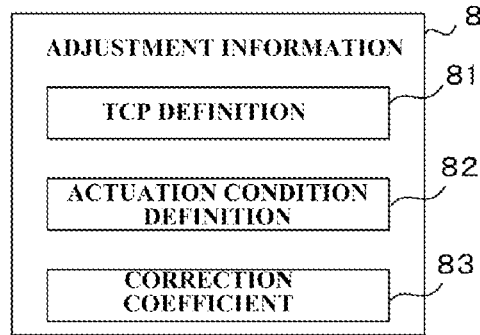 8
ADJUSTMENT INFORMATION
81
TCP DEFINITION
82
ACTUATION CONDITION
DEFINITION
83
CORRECTION
COEFFICIENT